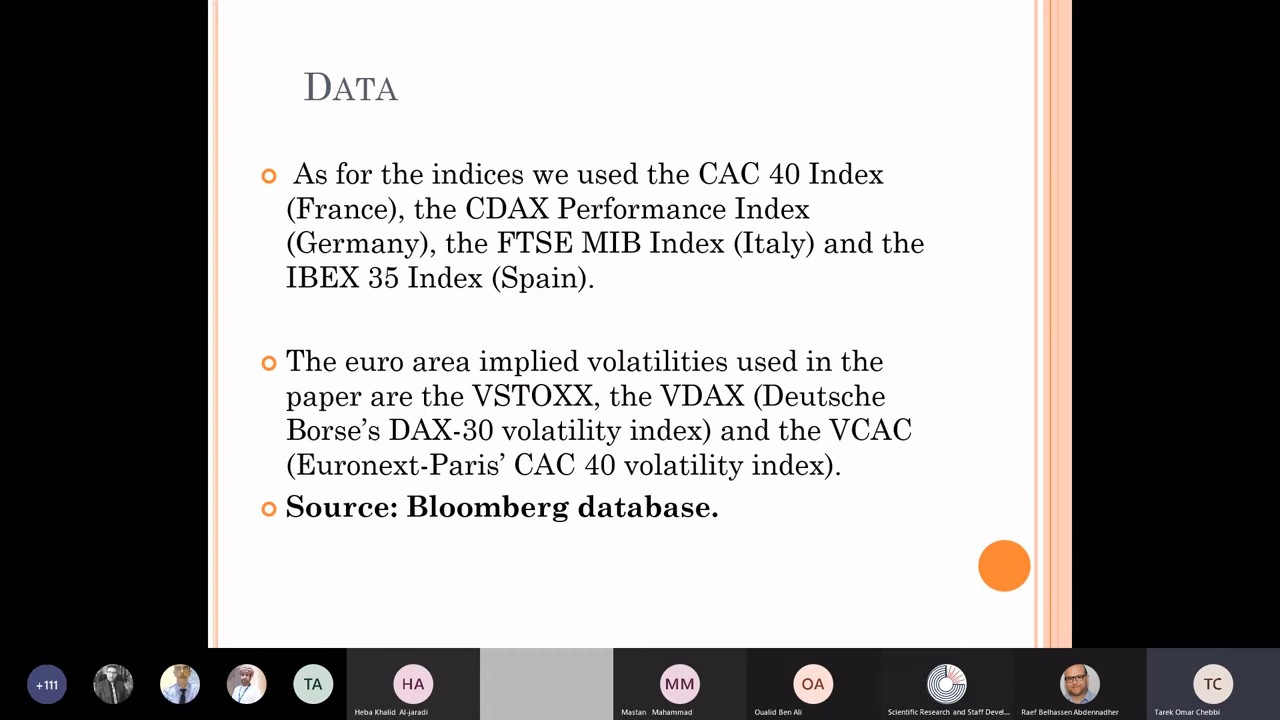 DATA
As for the indices we used the CAC 40 Index
(France), the CDAX Performance Index
(Germany), the FTSE MIB Index (Italy) and the
IBEX 35 Index (Spain).
The euro area implied volatilities used in the
paper are the VSTOXX, the VDAX (Deutsche
Borse’s DAX-30 volatility index) and the VCAC
(Euronext-Paris’ CAC 40 volatility index).
Source: Bloomberg database.
+111
TA
HA
MM
OA
TC
Heba Khalid Al-jaradi
Mastan Mahammad
Oualid Ben Ali
Scientific Research and Staff Devel...
Raef Belhassen Abdennadher
Tarek Omar Chebbi